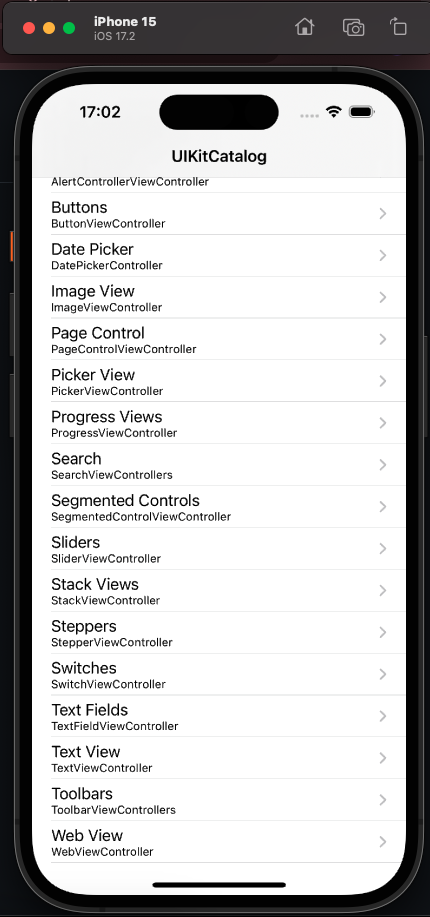 iPhone 15
iOS 17.2
17:02
UIKitCatalog
AlertControllerViewController
Buttons
ButtonViewController
Date Picker
DatePickerController
Image View
ImageViewController
Page Control
PageControlViewController
Picker View
PickerViewController
Progress Views
ProgressViewController
Search
SearchViewControllers
Segmented Controls
SegmentedControlViewController
Sliders
SliderViewController
Stack Views
StackViewController
Steppers
StepperViewController
Switches
SwitchViewController
Text Fields
TextFieldViewController
Text View
TextViewController
Toolbars
ToolbarViewControllers
Web View
WebViewController